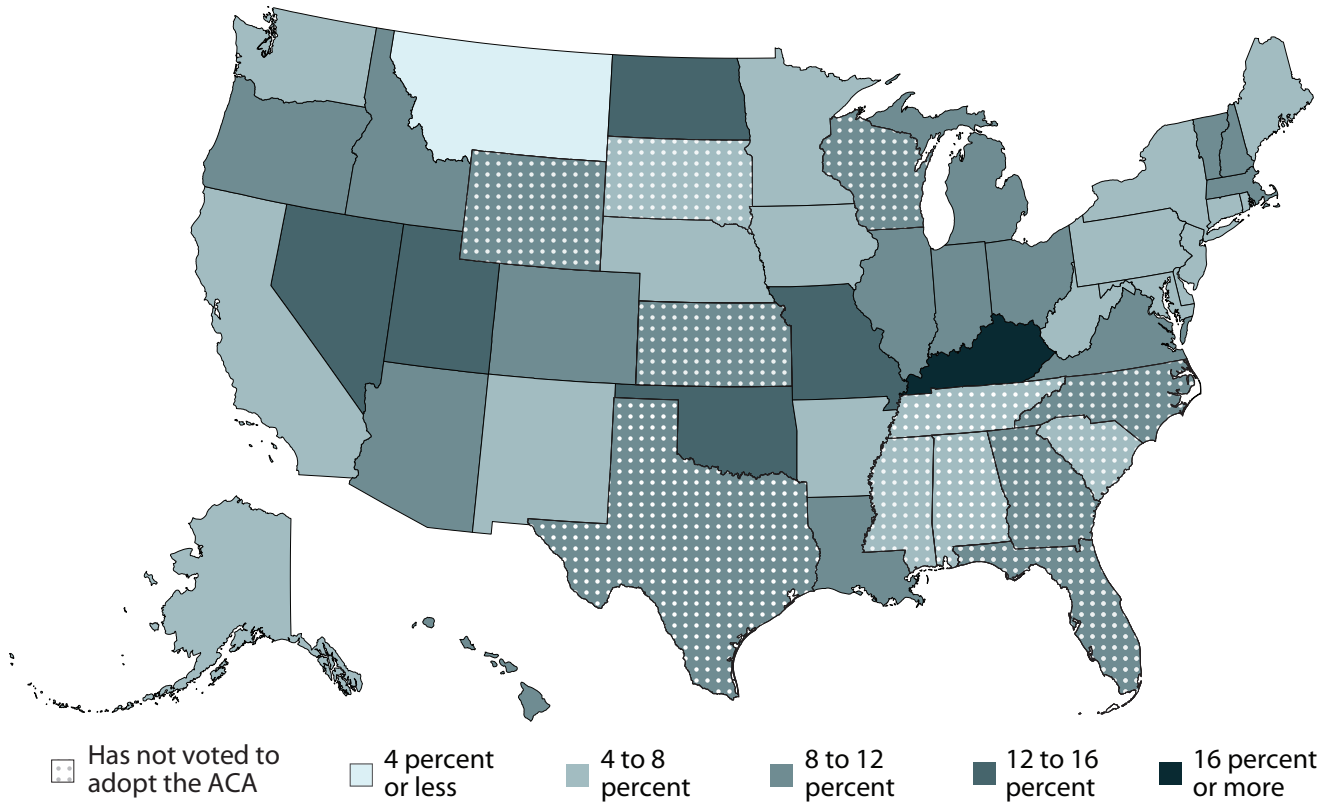 Has not voted to
adopt the ACA
4 percent
or less
4 to 8
percent
8 to 12
percent
12 to 16
percent
16 percent
or more